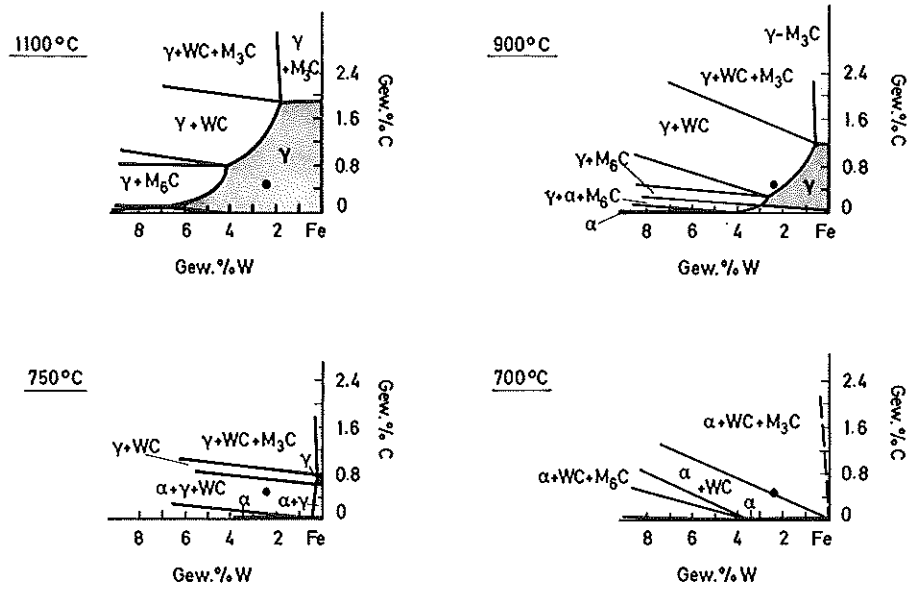 1100°C
γ+WC+M₃C
γ
+M₃C
γ+WC
γ
γ+M₆C
2.4
1.6
0.8
0
Gew.% C
8 6 4 2 Fe
Gew.% W
900°C
γ-M₃C
γ+WC+M₃C
γ+WC
γ+M₆C
γ+α+M₆C
α
γ
2.4
1.6
0.8
0
Gew.% C
8 6 4 2 Fe
Gew.% W
750°C
γ+WC+M₃C
γ+WC
γ
α+γ+WC
α
α+γ
2.4
1.6
0.8
0
Gew.% C
8 6 4 2 Fe
Gew.% W
700°C
α+WC+M₃C
α+WC+M₆C
α
+WC
α
2.4
1.6
0.8
0
Gew.% C
8 6 4 2 Fe
Gew.% W